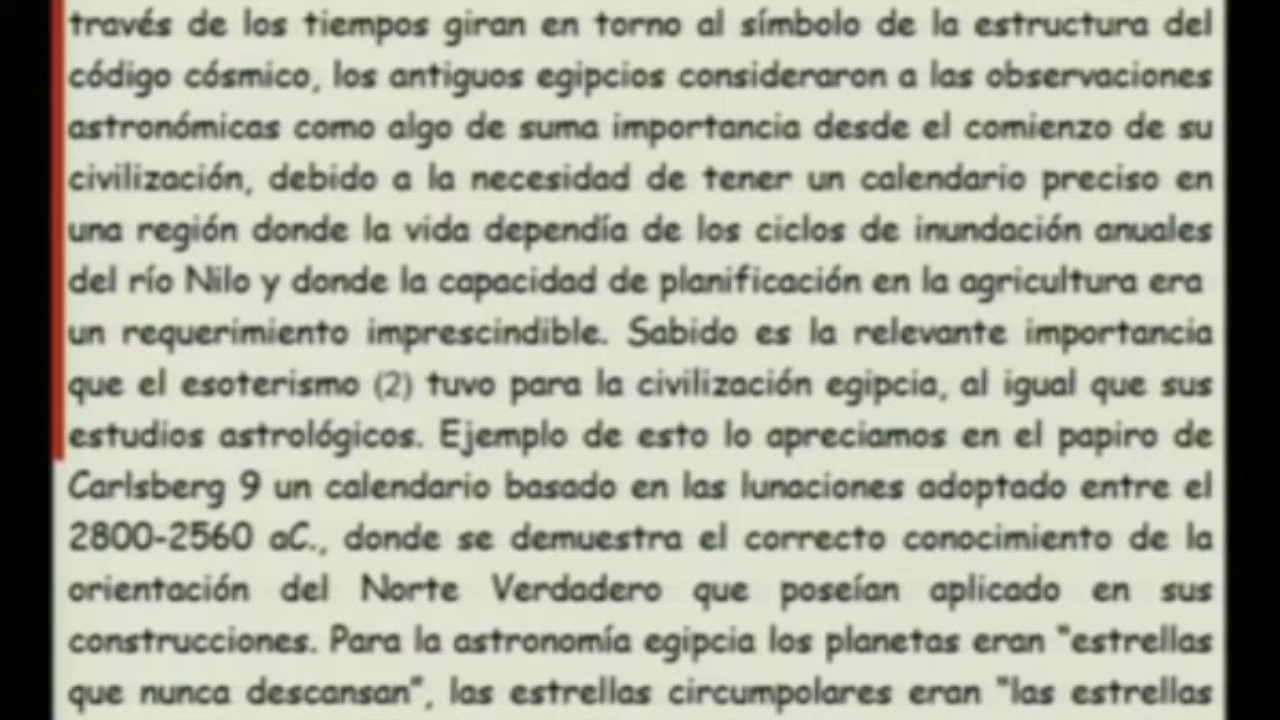 través de los tiempos giran en torno al símbolo de la estructura del
código cósmico, los antiguos egipcios consideraron a las observaciones
astronómicas como algo de suma importancia desde el comienzo de su
civilización, debido a la necesidad de tener un calendario preciso en
una región donde la vida dependía de los ciclos de inundación anuales
del río Nilo y donde la capacidad de planificación en la agricultura era
un requerimiento imprescindible. Sabido es la relevante importancia
que el esoterismo (2) tuvo para la civilización egipcia, al igual que sus
estudios astrológicos. Ejemplo de esto lo apreciamos en el papiro de
Carlsberg 9 un calendario basado en las lunaciones adoptado entre el
2800-2560 aC., donde se demuestra el correcto conocimiento de la
orientación del Norte Verdadero que poseían aplicado en sus
construcciones. Para la astronomía egipcia los planetas eran “estrellas
que nunca descansan”, las estrellas circumpolares eran “las estrellas